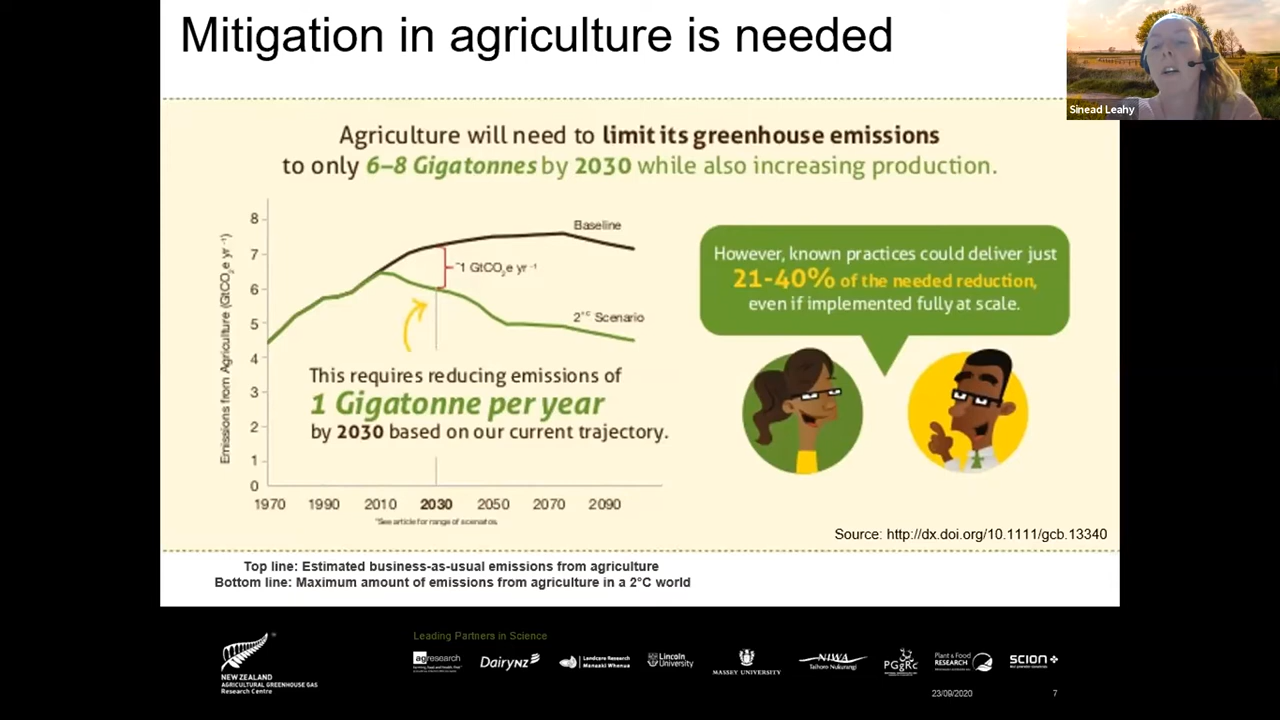 Mitigation in agriculture is needed
Sinead Leahy
Agriculture will need to limit its greenhouse emissions
to only 6–8 Gigatonnes by 2030 while also increasing production.
Emissions from Agriculture (GtCO2e yr -1)
8
7
6
5
4
3
2
1
0
Baseline
~1 GtCO2e yr -1
2°C Scenario
This requires reducing emissions of
1 Gigatonne per year
by 2030 based on our current trajectory.
1970 1990 2010 2030 2050 2070 2090
*See article for range of scenarios.
However, known practices could deliver just
21-40% of the needed reduction,
even if implemented fully at scale.
Source: http://dx.doi.org/10.1111/gcb.13340
Top line: Estimated business-as-usual emissions from agriculture
Bottom line: Maximum amount of emissions from agriculture in a 2°C world
NEW ZEALAND
AGRICULTURAL GREENHOUSE GAS
Research Centre
Leading Partners in Science
agresearch
DairyNZ
Landcare Research
Manaaki Whenua
Lincoln
University
MASSEY UNIVERSITY
NIWA
Taihoro Nukurangi
PGgRc
Plant & Food
RESEARCH
SCION
23/09/2020
7